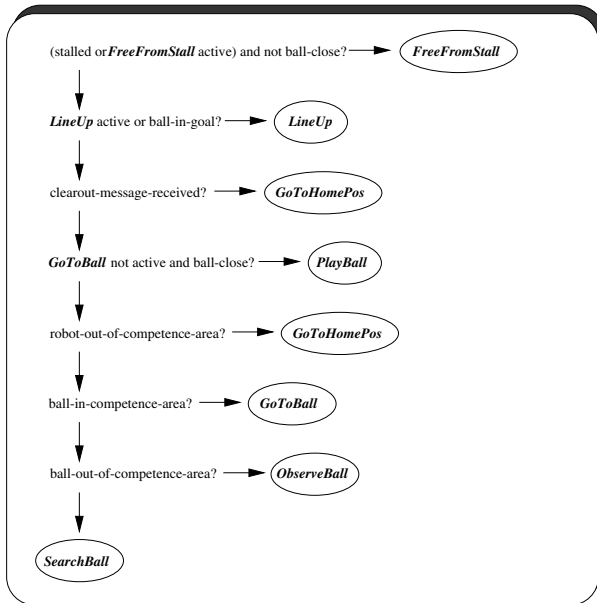 (stalled or FreeFromStall active) and not ball-close? FreeFromStall
LineUp active or ball-in-goal? LineUp
clearout-message-received? GoToHomePos
GoToBall not active and ball-close? PlayBall
robot-out-of-competence-area? GoToHomePos
ball-in-competence-area? GoToBall
ball-out-of-competence-area? ObserveBall
SearchBall